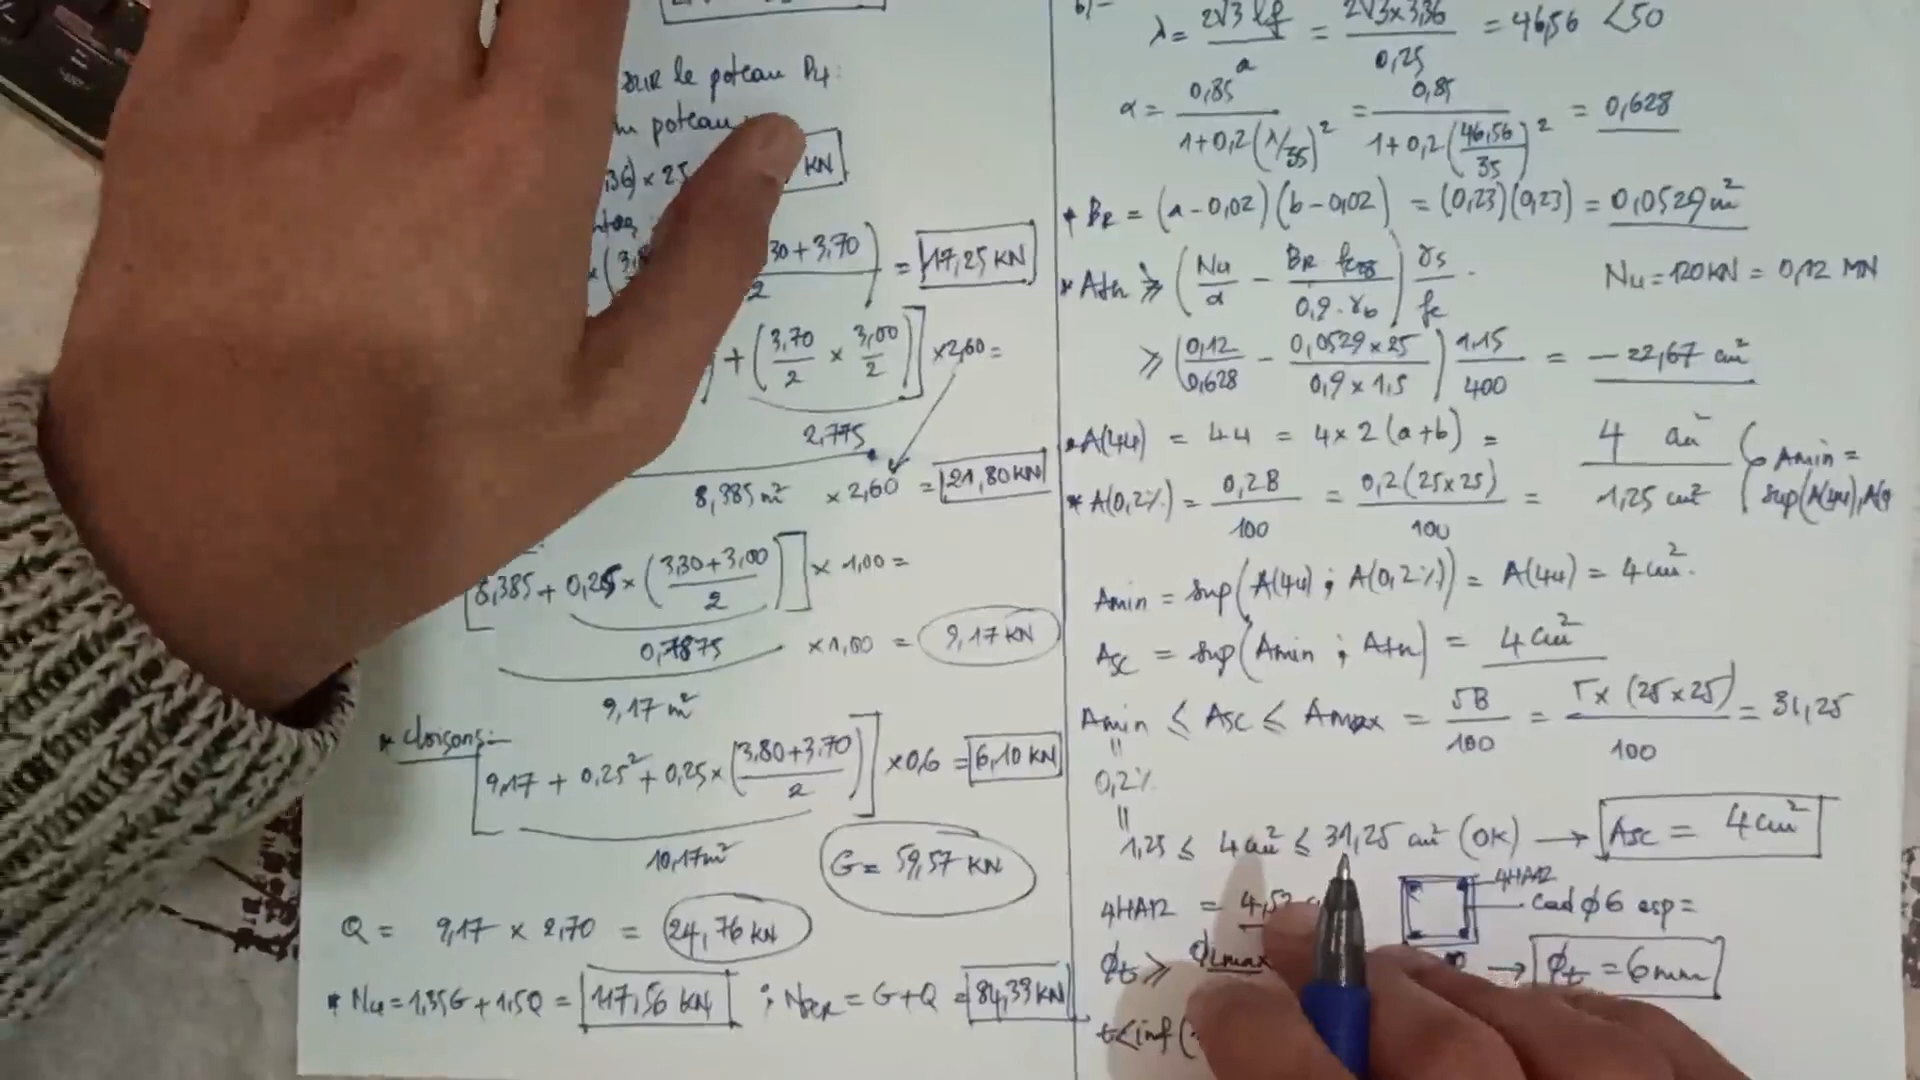 sur le poteau P4:
poteau
36) × 25 KN
30+3,70 / 2 ) = 17,25 KN
+ (3,70/2 × 3,00/2)] × 2,60 =
2,775
8,385 m² × 2,60 = 21,80 KN
[8,385 + 0,25 × (3,30+3,00 / 2)] × 1,00 =
0,7875 × 1,00 = 9,17 KN
9,17 m²
* cloisons:-
[9,17 + 0,25² + 0,25 × (3,80+3,70 / 2)] × 0,6 = 6,10 KN
10,17 m²
G = 59,57 KN
Q = 9,17 × 2,70 = 24,76 KN
* Nu = 1,35G + 1,5Q = 117,56 KN ; Nser = G+Q = 84,33 KN
b)-
λ = 2√3 lf / a = 2√3×3,36 / 0,25 = 46,56 < 50
α = 0,85 / 1+0,2(λ/35)² = 0,85 / 1+0,2(46,56/35)² = 0,628
* BR = (a-0,02)(b-0,02) = (0,23)(0,23) = 0,0529 m²
* Ath ≥ (Nu/α - BR fc28 / 0,9·γb) γs/fe · Nu = 120 KN = 0,12 MN
≥ (0,12/0,628 - 0,0529×25 / 0,9×1,5) 1,15/400 = -22,67 cm²
* A(4u) = 4u = 4×2(a+b) = 4 cm²
* A(0,2%) = 0,2B/100 = 0,2(25×25)/100 = 1,25 cm²
Amin =
sup(A(4u),A(
Amin = sup(A(4u) ; A(0,2%)) = A(4u) = 4 cm².
Asc = sup(Amin ; Ath) = 4 cm²
Amin ≤ Asc ≤ Amax = 5B/100 = 5×(25×25)/100 = 31,25
"
0,2%
"
1,25 ≤ 4 cm² ≤ 31,25 cm² (OK) → Asc = 4 cm²
4HA12 = 4,52
4HA12
cad ϕ6 esp =
ϕt ≥ ϕLmax → ϕt = 6mm
t < inf (